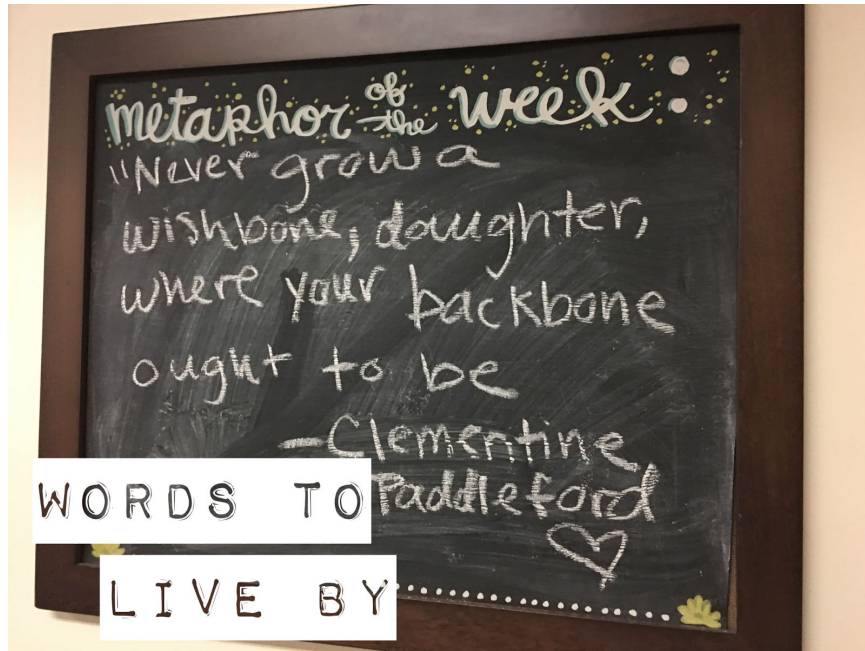 metaphor of the week:
"Never grow a
wishbone, daughter,
where your backbone
ought to be
-Clementine
Paddleford
WORDS TO
LIVE BY